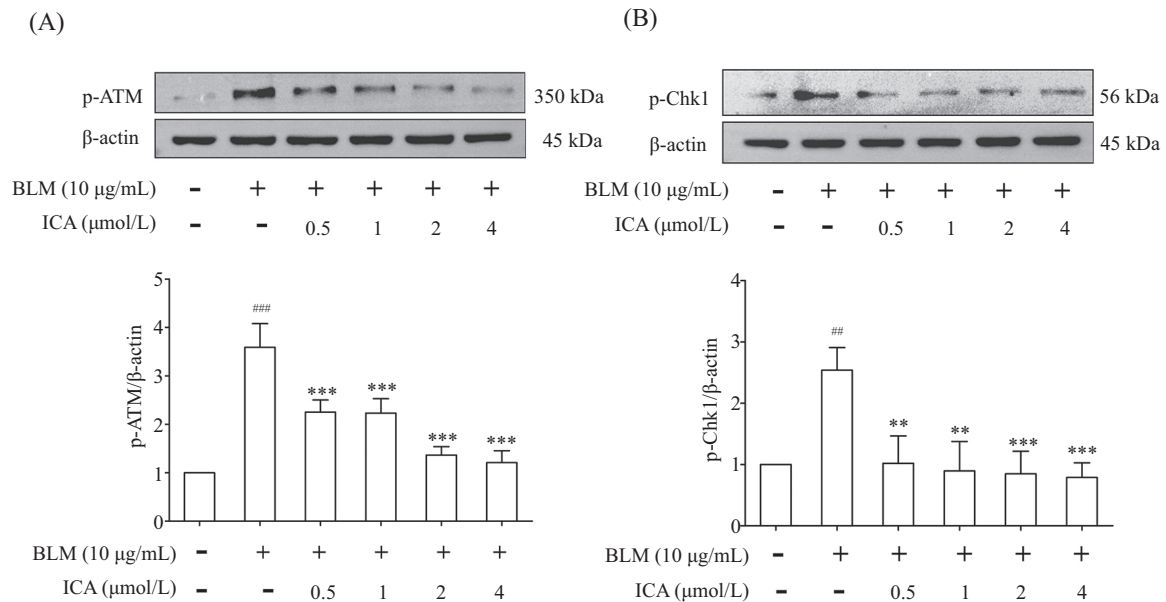 (A)
p-ATM 350 kDa
β-actin 45 kDa
BLM (10 μg/mL) - + + + + +
ICA (μmol/L) - - 0.5 1 2 4
5
4
3
2
1
0
p-ATM/β-actin
###
***
***
***
***
BLM (10 μg/mL) - + + + + +
ICA (μmol/L) - - 0.5 1 2 4
(B)
p-Chk1 56 kDa
β-actin 45 kDa
BLM (10 μg/mL) - + + + + +
ICA (μmol/L) - - 0.5 1 2 4
4
3
2
1
0
p-Chk1/β-actin
##
**
**
***
***
BLM (10 μg/mL) - + + + + +
ICA (μmol/L) - - 0.5 1 2 4